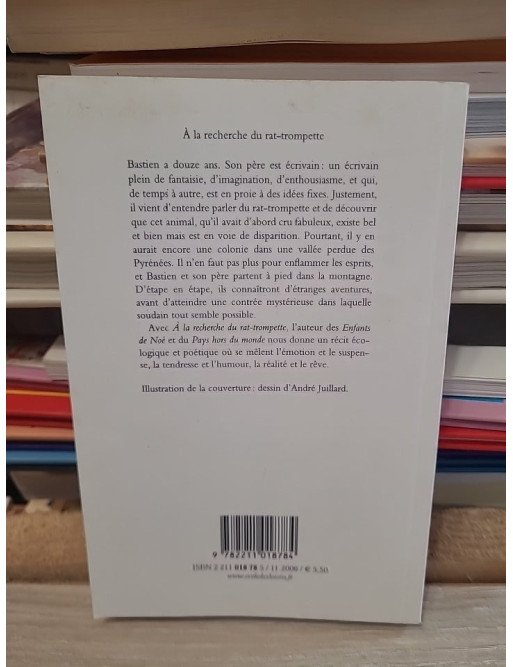 À la recherche du rat-trompette
Bastien a douze ans. Son père est écrivain : un écrivain
plein de fantaisie, d'imagination, d'enthousiasme, et qui,
de temps à autre, est en proie à des idées fixes. Justement,
il vient d'entendre parler du rat-trompette et de découvrir
que cet animal, qu'il avait d'abord cru fabuleux, existe bel
et bien mais est en voie de disparition. Pourtant, il y en
aurait encore une colonie dans une vallée perdue des
Pyrénées. Il n'en faut pas plus pour enflammer les esprits,
et Bastien et son père partent à pied dans la montagne.
D'étape en étape, ils connaîtront d'étranges aventures,
avant d'atteindre une contrée mystérieuse dans laquelle
soudain tout semble possible.
Avec À la recherche du rat-trompette, l'auteur des Enfants
de Noé et du Pays hors du monde nous donne un récit éco-
logique et poétique où se mêlent l'émotion et le suspen-
se, la tendresse et l'humour, la réalité et le rêve.
Illustration de la couverture : dessin d'André Juillard.
9 782211 018784
ISBN 2 211 018 78 5 / 11.2000 / € 5,50
www.ecoledesloisirs.fr